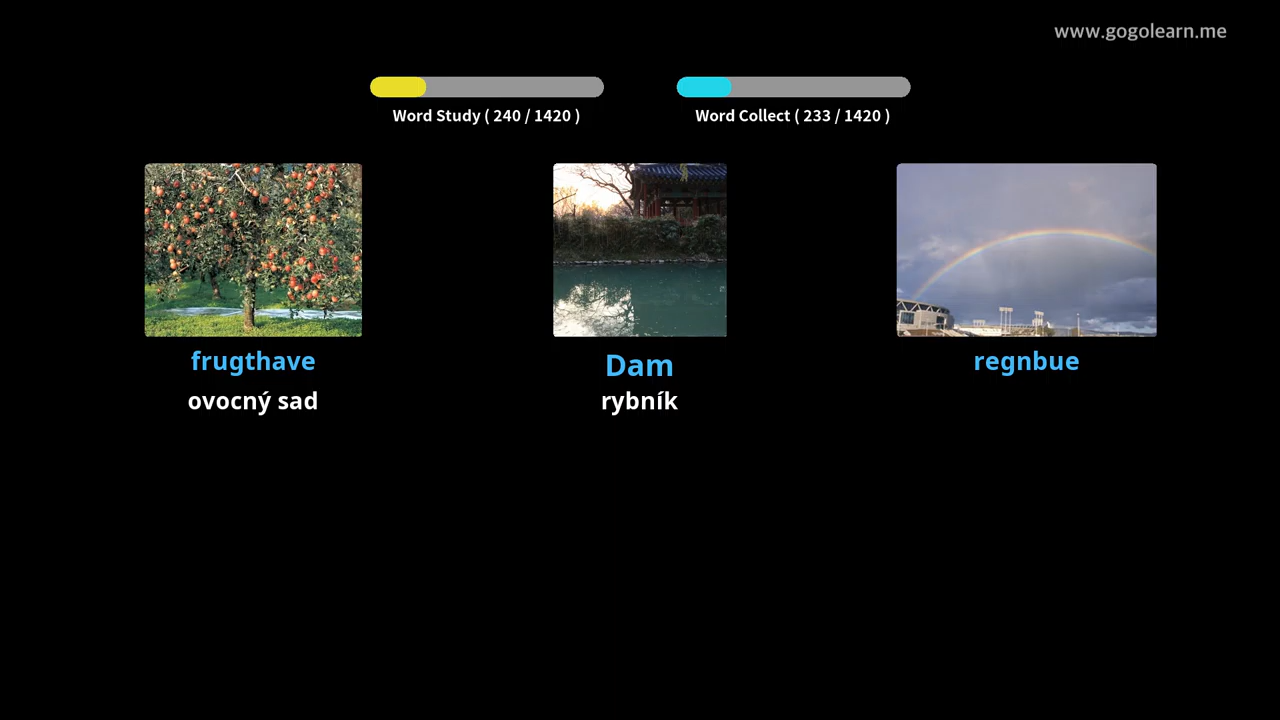 www.gogolearn.me
Word Study ( 240 / 1420 )
Word Collect ( 233 / 1420 )
frugthave
Dam
regnbue
ovocný sad
rybník